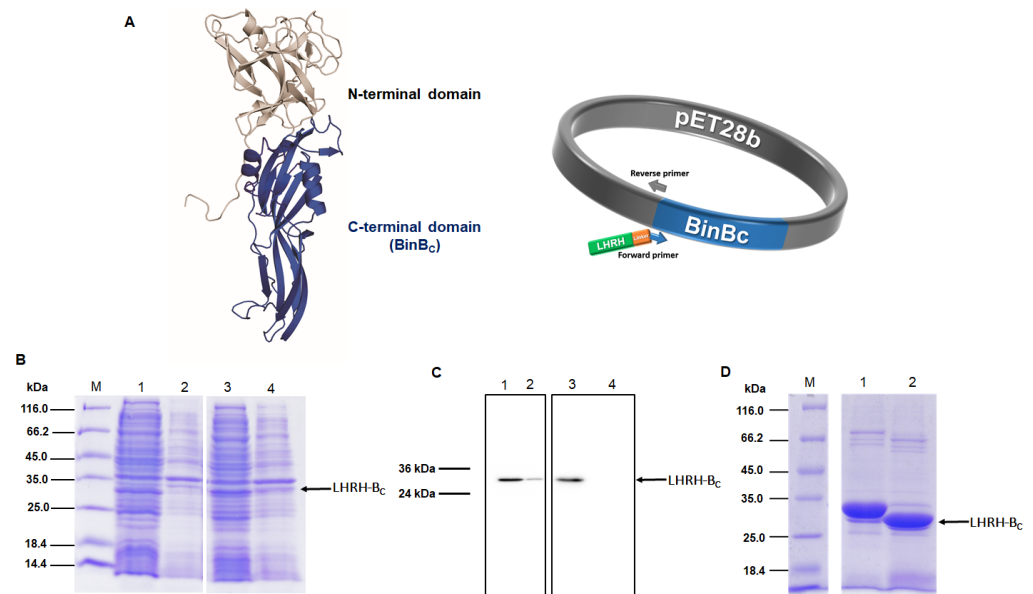 A
N-terminal domain
C-terminal domain
(BinBC)
pET28b
Reverse primer
BinBc
LHRH
Linker
Forward primer
B
kDa M 1 2 3 4
116.0
66.2
45.0
35.0
LHRH-BC
25.0
18.4
14.4
C
1 2 3 4
36 kDa
LHRH-BC
24 kDa
D
kDa M 1 2
116.0
66.2
45.0
35.0
LHRH-BC
25.0
18.4